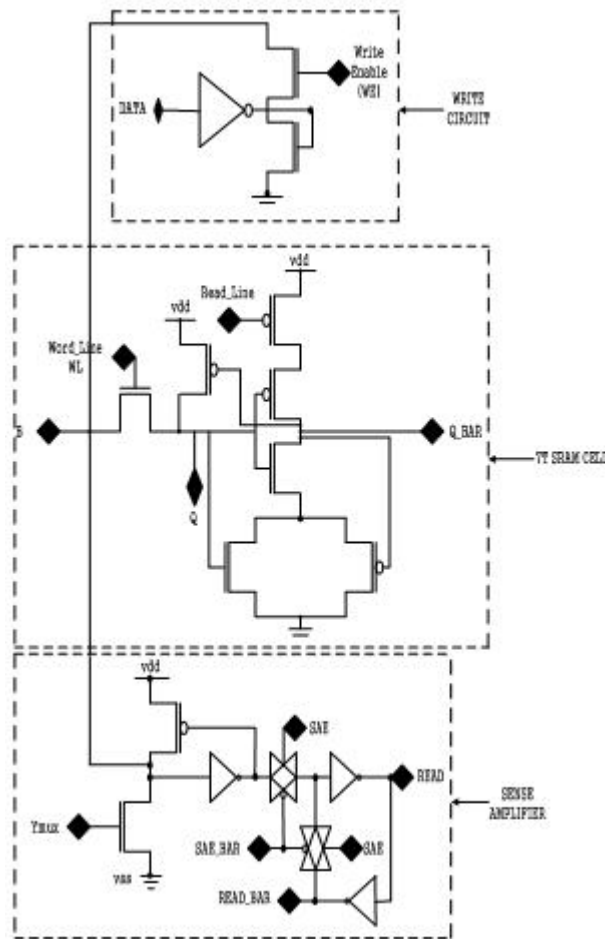 Write
Enable
(WE)
DATA
WRITE
CIRCUIT
vdd
Read_Line
vdd
Word_Line
WL
B
Q_BAR
7T SRAM CELL
Q
vdd
SAE
READ
SENSE
AMPLIFIER
Ymux
SAE_BAR
SAE
vss
READ_BAR